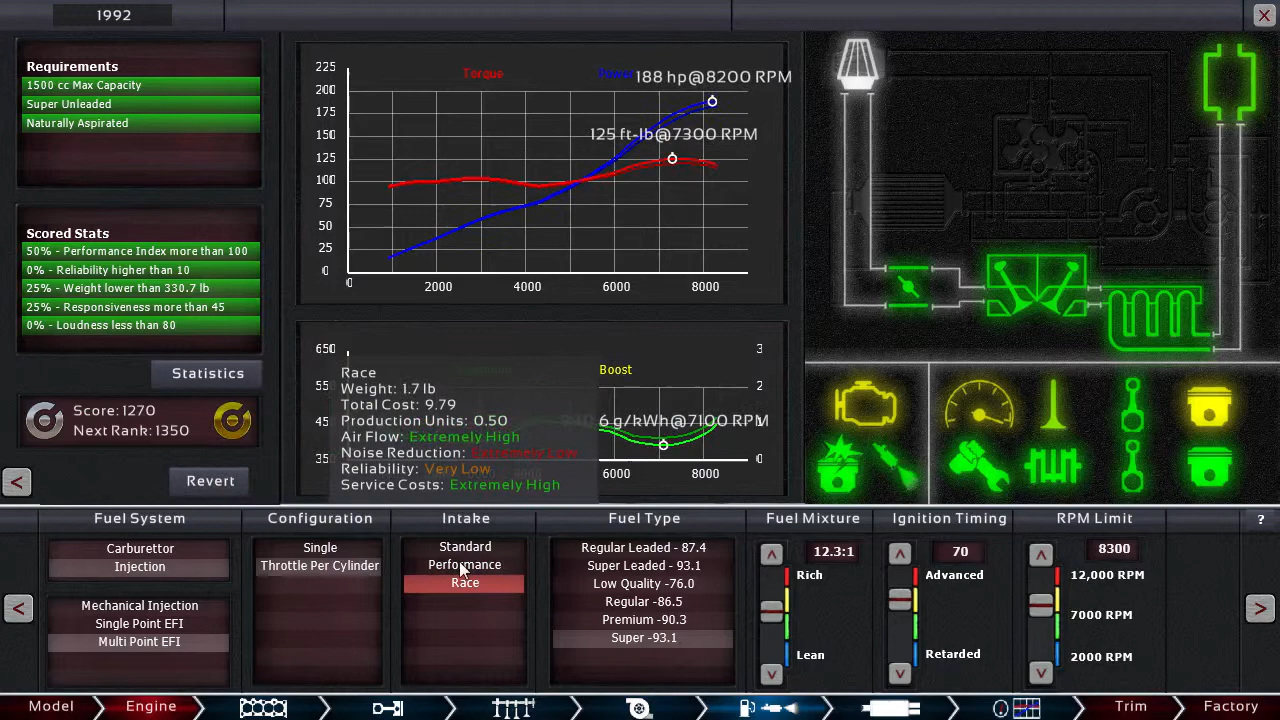 1992
Requirements
1500 cc Max Capacity
Super Unleaded
Naturally Aspirated
Scored Stats
50% - Performance Index more than 100
0% - Reliability higher than 10
25% - Weight lower than 330.7 lb
25% - Responsiveness more than 45
0% - Loudness less than 80
Statistics
Score: 1270
Next Rank: 1350
Revert
Torque
Power
188 hp@8200 RPM
125 ft-lb@7300 RPM
225
200
175
150
125
100
75
50
25
0
0
2000
4000
6000
8000
650
55
45
35
3
2
0
Boost
6 g/kWh@7100 RPM
6000
8000
Race
Weight: 1.7 lb
Total Cost: 9.79
Production Units: 0.50
Air Flow: Extremely High
Noise Reduction: Extremely Low
Reliability: Very Low
Service Costs: Extremely High
Fuel System
Carburettor
Injection
Mechanical Injection
Single Point EFI
Multi Point EFI
Configuration
Single
Throttle Per Cylinder
Intake
Standard
Performance
Race
Fuel Type
Regular Leaded - 87.4
Super Leaded - 93.1
Low Quality -76.0
Regular -86.5
Premium -90.3
Super -93.1
Fuel Mixture
12.3:1
Rich
Lean
Ignition Timing
70
Advanced
Retarded
RPM Limit
8300
12,000 RPM
7000 RPM
2000 RPM
?
Model
Engine
Trim
Factory